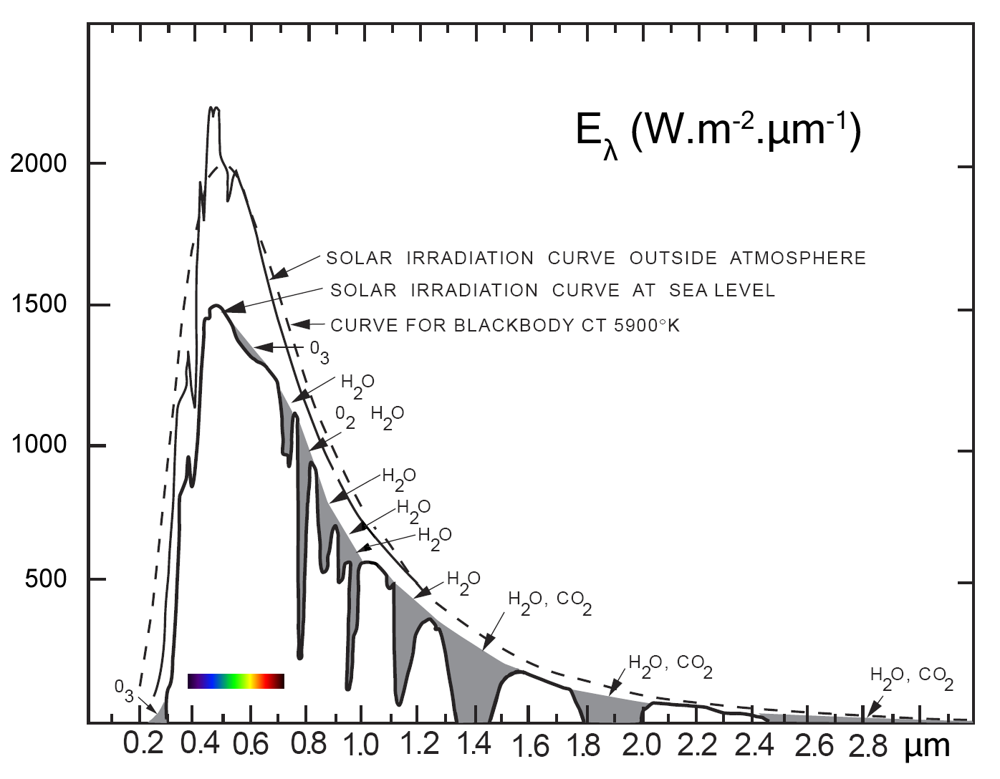 E_λ (W.m⁻².µm⁻¹)
2000
SOLAR IRRADIATION CURVE OUTSIDE ATMOSPHERE
SOLAR IRRADIATION CURVE AT SEA LEVEL
1500
CURVE FOR BLACKBODY CT 5900°K
0₃
H₂O
0₂ H₂O
1000
H₂O
H₂O
H₂O
500
H₂O
H₂O, CO₂
H₂O, CO₂
H₂O, CO₂
0₃
0.2 0.4 0.6 0.8 1.0 1.2 1.4 1.6 1.8 2.0 2.2 2.4 2.6 2.8 µm